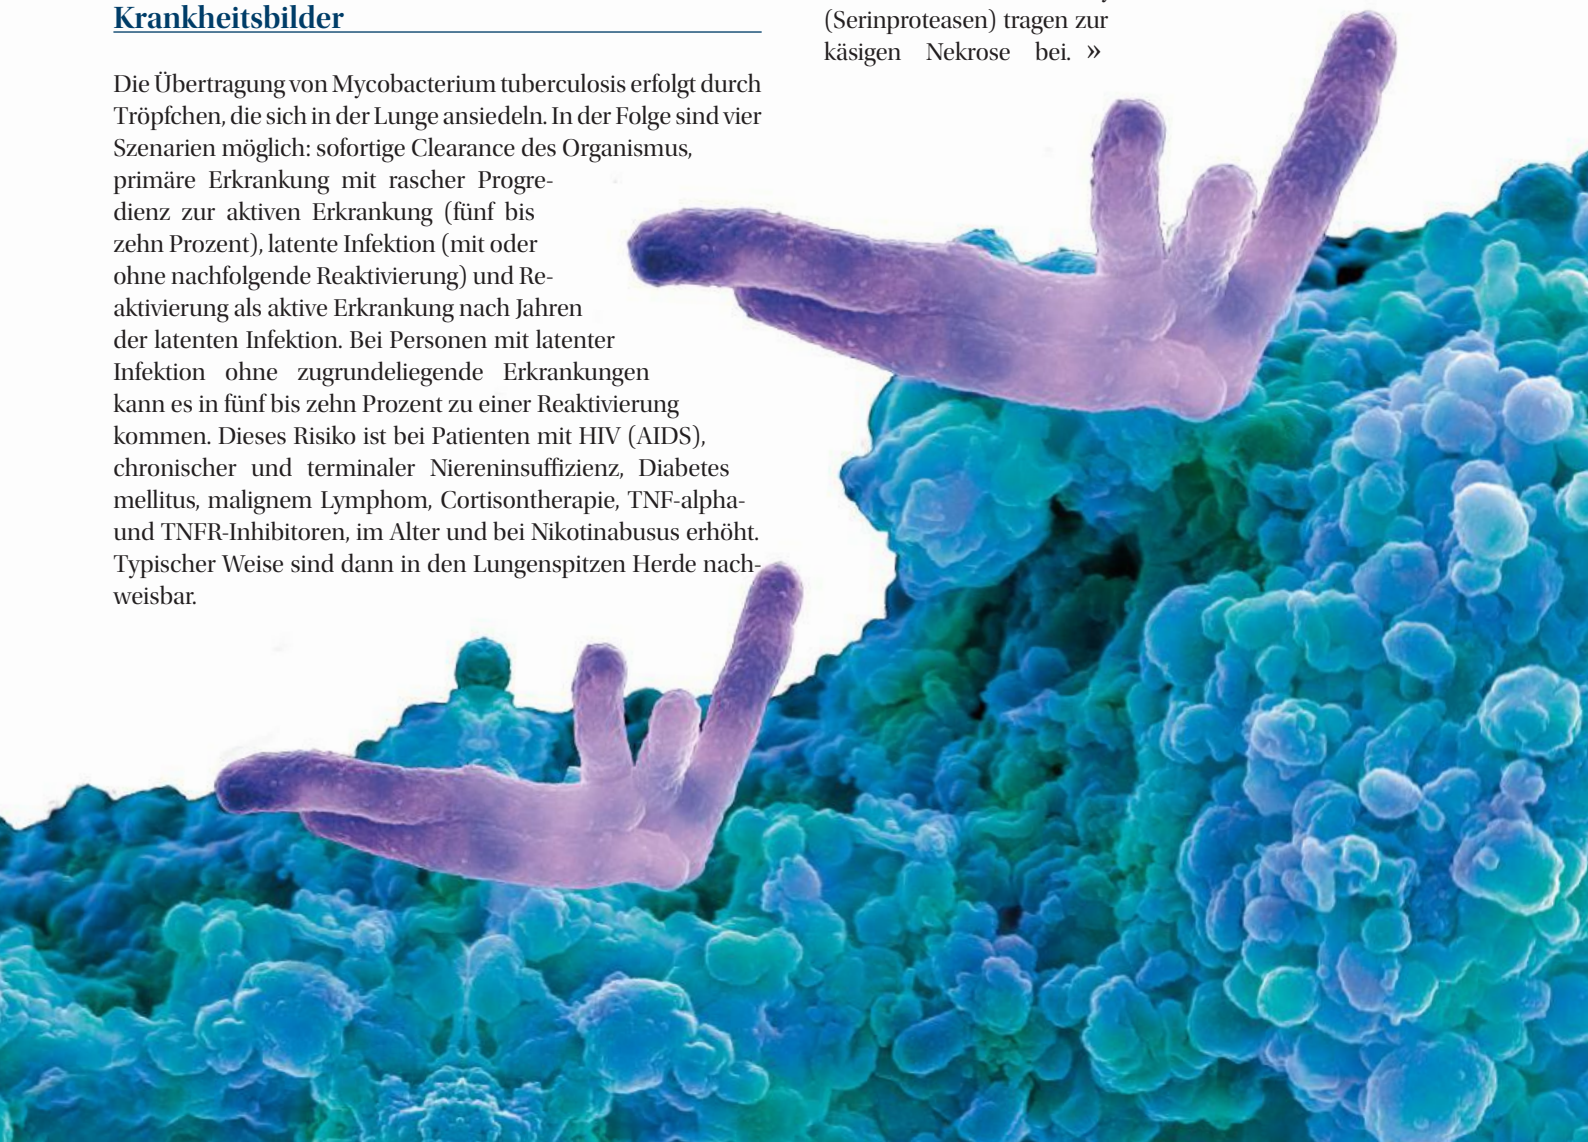 Krankheitsbilder
Die Übertragung von Mycobacterium tuberculosis erfolgt durch
Tröpfchen, die sich in der Lunge ansiedeln. In der Folge sind vier
Szenarien möglich: sofortige Clearance des Organismus,
primäre Erkrankung mit rascher Progre-
dienz zur aktiven Erkrankung (fünf bis
zehn Prozent), latente Infektion (mit oder
ohne nachfolgende Reaktivierung) und Re-
aktivierung als aktive Erkrankung nach Jahren
der latenten Infektion. Bei Personen mit latenter
Infektion ohne zugrundeliegende Erkrankungen
kann es in fünf bis zehn Prozent zu einer Reaktivierung
kommen. Dieses Risiko ist bei Patienten mit HIV (AIDS),
chronischer und terminaler Niereninsuffizienz, Diabetes
mellitus, malignem Lymphom, Cortisontherapie, TNF-alpha-
und TNFR-Inhibitoren, im Alter und bei Nikotinabusus erhöht.
Typischer Weise sind dann in den Lungenspitzen Herde nach-
weisbar.
(Serinproteasen) tragen zur
käsigen Nekrose bei. »